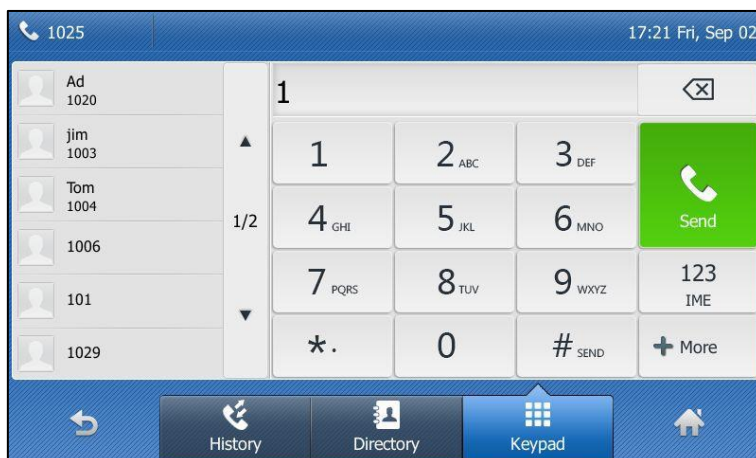 1025
17:21 Fri, Sep 02
Ad
1020
jim
1003
Tom
1004
1006
101
1029
1/2
1
1
2 ABC
3 DEF
Send
4 GHI
5 JKL
6 MNO
7 PQRS
8 TUV
9 WXYZ
123
IME
*.
0
# SEND
More
History
Directory
Keypad